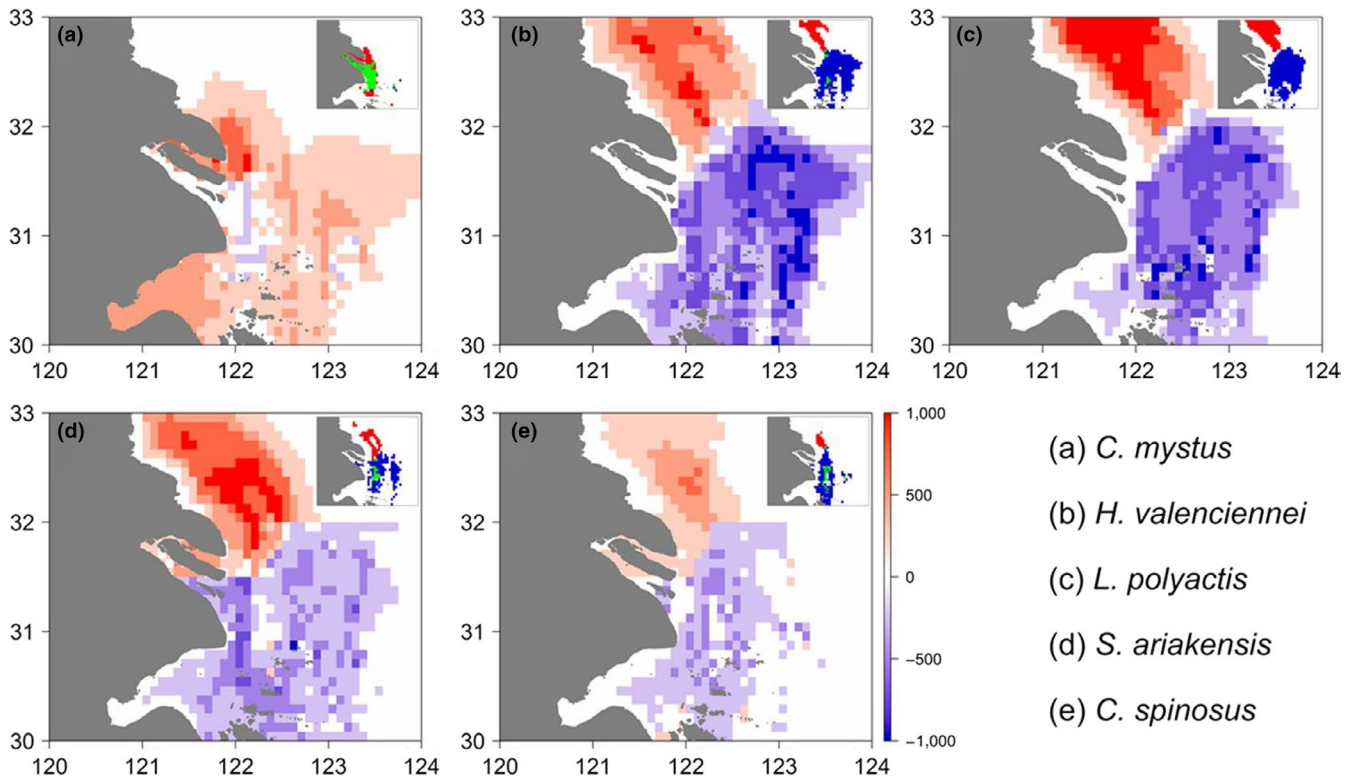 (a)
33
32
31
30
120 121 122 123 124
(b)
33
32
31
30
120 121 122 123 124
(c)
33
32
31
30
120 121 122 123 124
(d)
33
32
31
30
120 121 122 123 124
(e)
33
32
31
30
120 121 122 123 124
1,000
500
0
−500
−1,000
(a) C. mystus
(b) H. valenciennei
(c) L. polyactis
(d) S. ariakensis
(e) C. spinosus